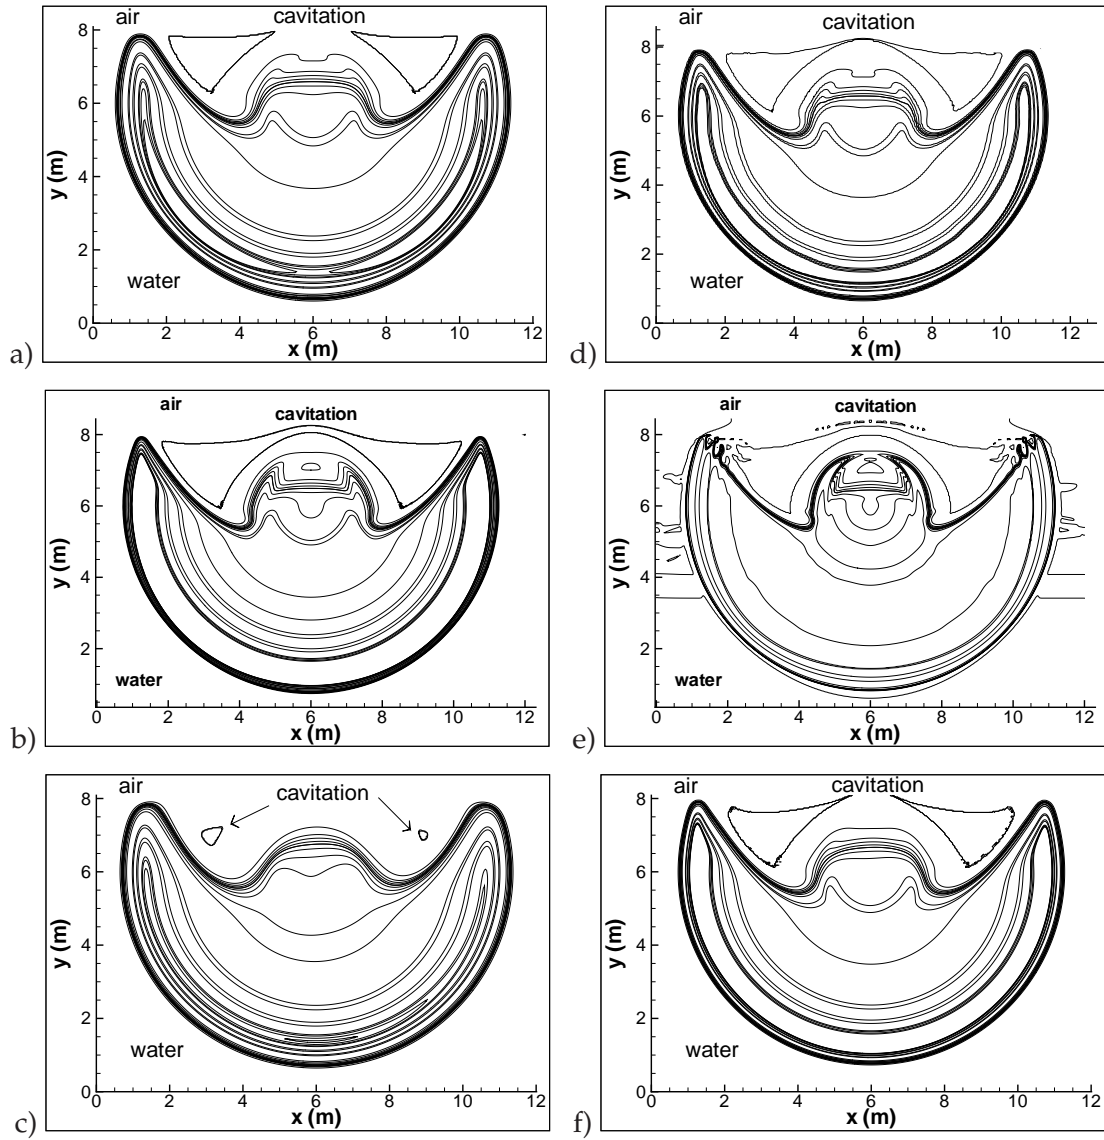 air cavitation
8
6
y (m)
4
2
water
0
0 2 4 6 8 10 12
x (m)
a)
air
cavitation
8
6
y (m)
4
2
water
0 2 4 6 8 10 12
x (m)
b)
air
cavitation
8
6
y (m)
4
2
water
0
0 2 4 6 8 10 12
x (m)
c)
air cavitation
8
6
y (m)
4
2
water
0
0 2 4 6 8 10 12
x (m)
d)
air cavitation
8
6
y (m)
4
2
water
0 2 4 6 8 10 12
x (m)
e)
air cavitation
8
6
y (m)
4
2
water
0
0 2 4 6 8 10 12
x (m)
f)